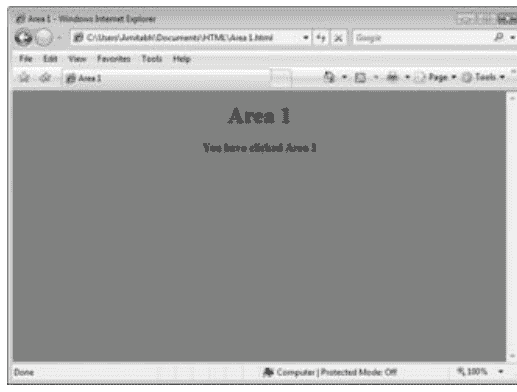 Area 1 - Windows Internet Explorer
C:\Users\Amitabh\Documents\HTML\Area 1.html
Google
File Edit View Favorites Tools Help
Area 1
Page Tools
Area 1
You have clicked Area 1
Done
Computer | Protected Mode: Off
100%